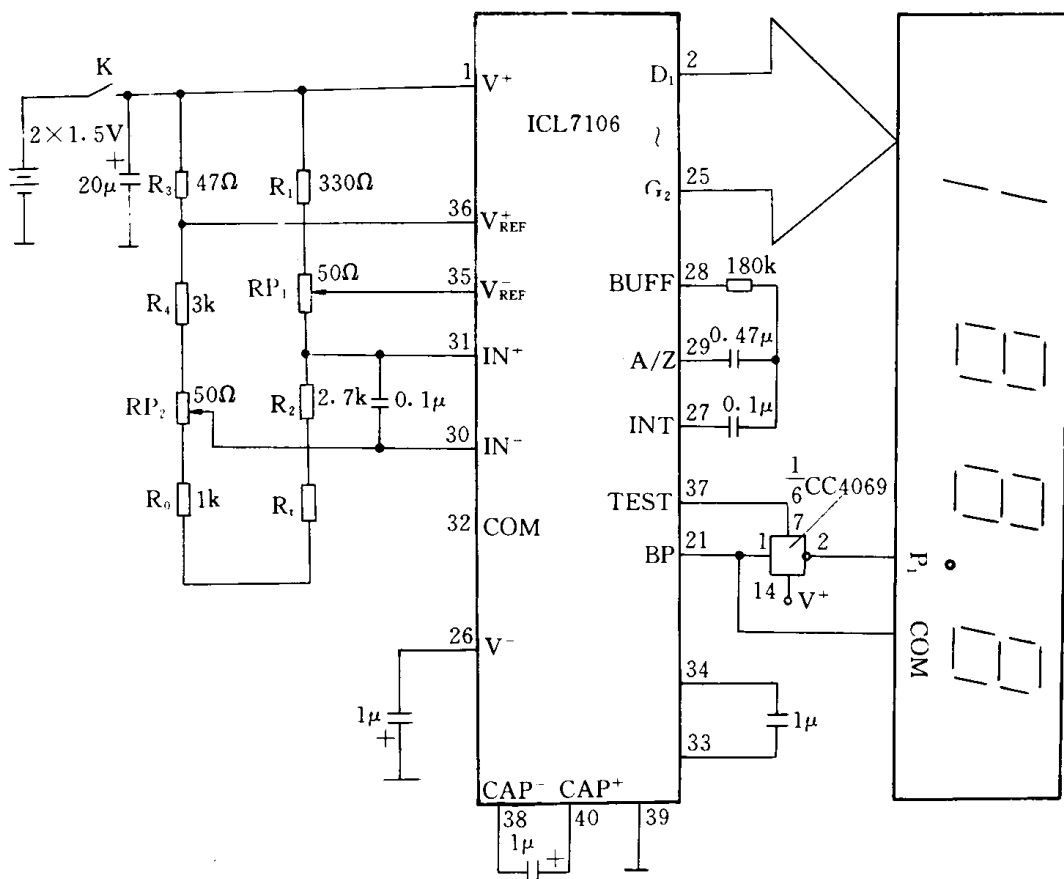 K
2×1.5V
+
20μ
R₃
47Ω
R₁
330Ω
R₄
3k
RP₁
50Ω
RP₂
50Ω
R₂
2.7k
0.1μ
R₀
1k
Rₜ
1
V⁺
36
V⁺REF
35
V⁻REF
31
IN⁺
30
IN⁻
32
COM
26
V⁻
1μ
+
ICL7106
D₁
2
~
G₂
25
BUFF
28
180k
A/Z
29
0.47μ
INT
27
0.1μ
TEST
37
1/6 CC4069
7
BP
21
1
2
14
V⁺
P₁
COM
34
1μ
33
CAP⁻
CAP⁺
38
40
39
1μ
+